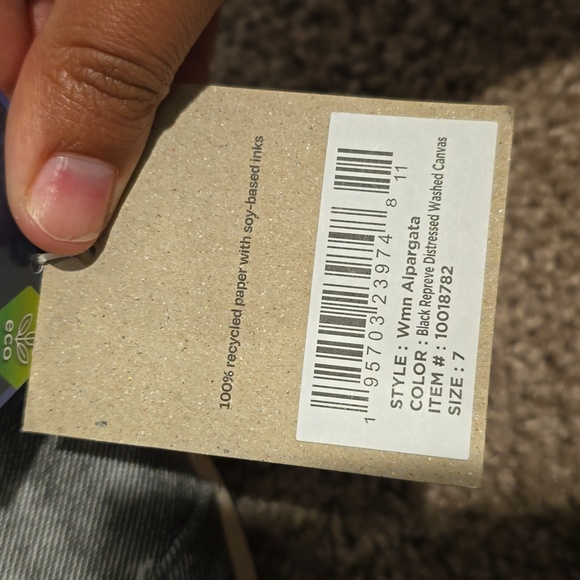 100% recycled paper with soy-based inks
1 95703 23974 8 11
STYLE : Wmn Alpargata
COLOR : Black Repreve Distressed Washed Canvas
ITEM # : 10018782
SIZE : 7
eco